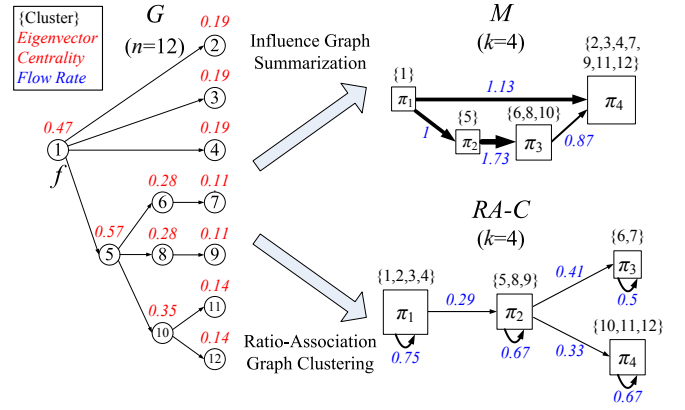 {Cluster}
Eigenvector
Centrality
Flow Rate
G
(n=12)
0.19
2
0.19
3
0.47
0.19
1
4
f
0.28
0.11
6
7
0.57
0.28
0.11
5
8
9
0.35
0.14
10
11
0.14
12
Influence Graph
Summarization
Ratio-Association
Graph Clustering
M
(k=4)
{2,3,4,7,
9,11,12}
{1}
1.13
π1
π4
{5}
{6,8,10}
1
π2
1.73
π3
0.87
RA-C
(k=4)
{6,7}
{1,2,3,4}
{5,8,9}
0.41
π3
0.5
π1
0.29
π2
{10,11,12}
0.75
0.67
0.33
π4
0.67